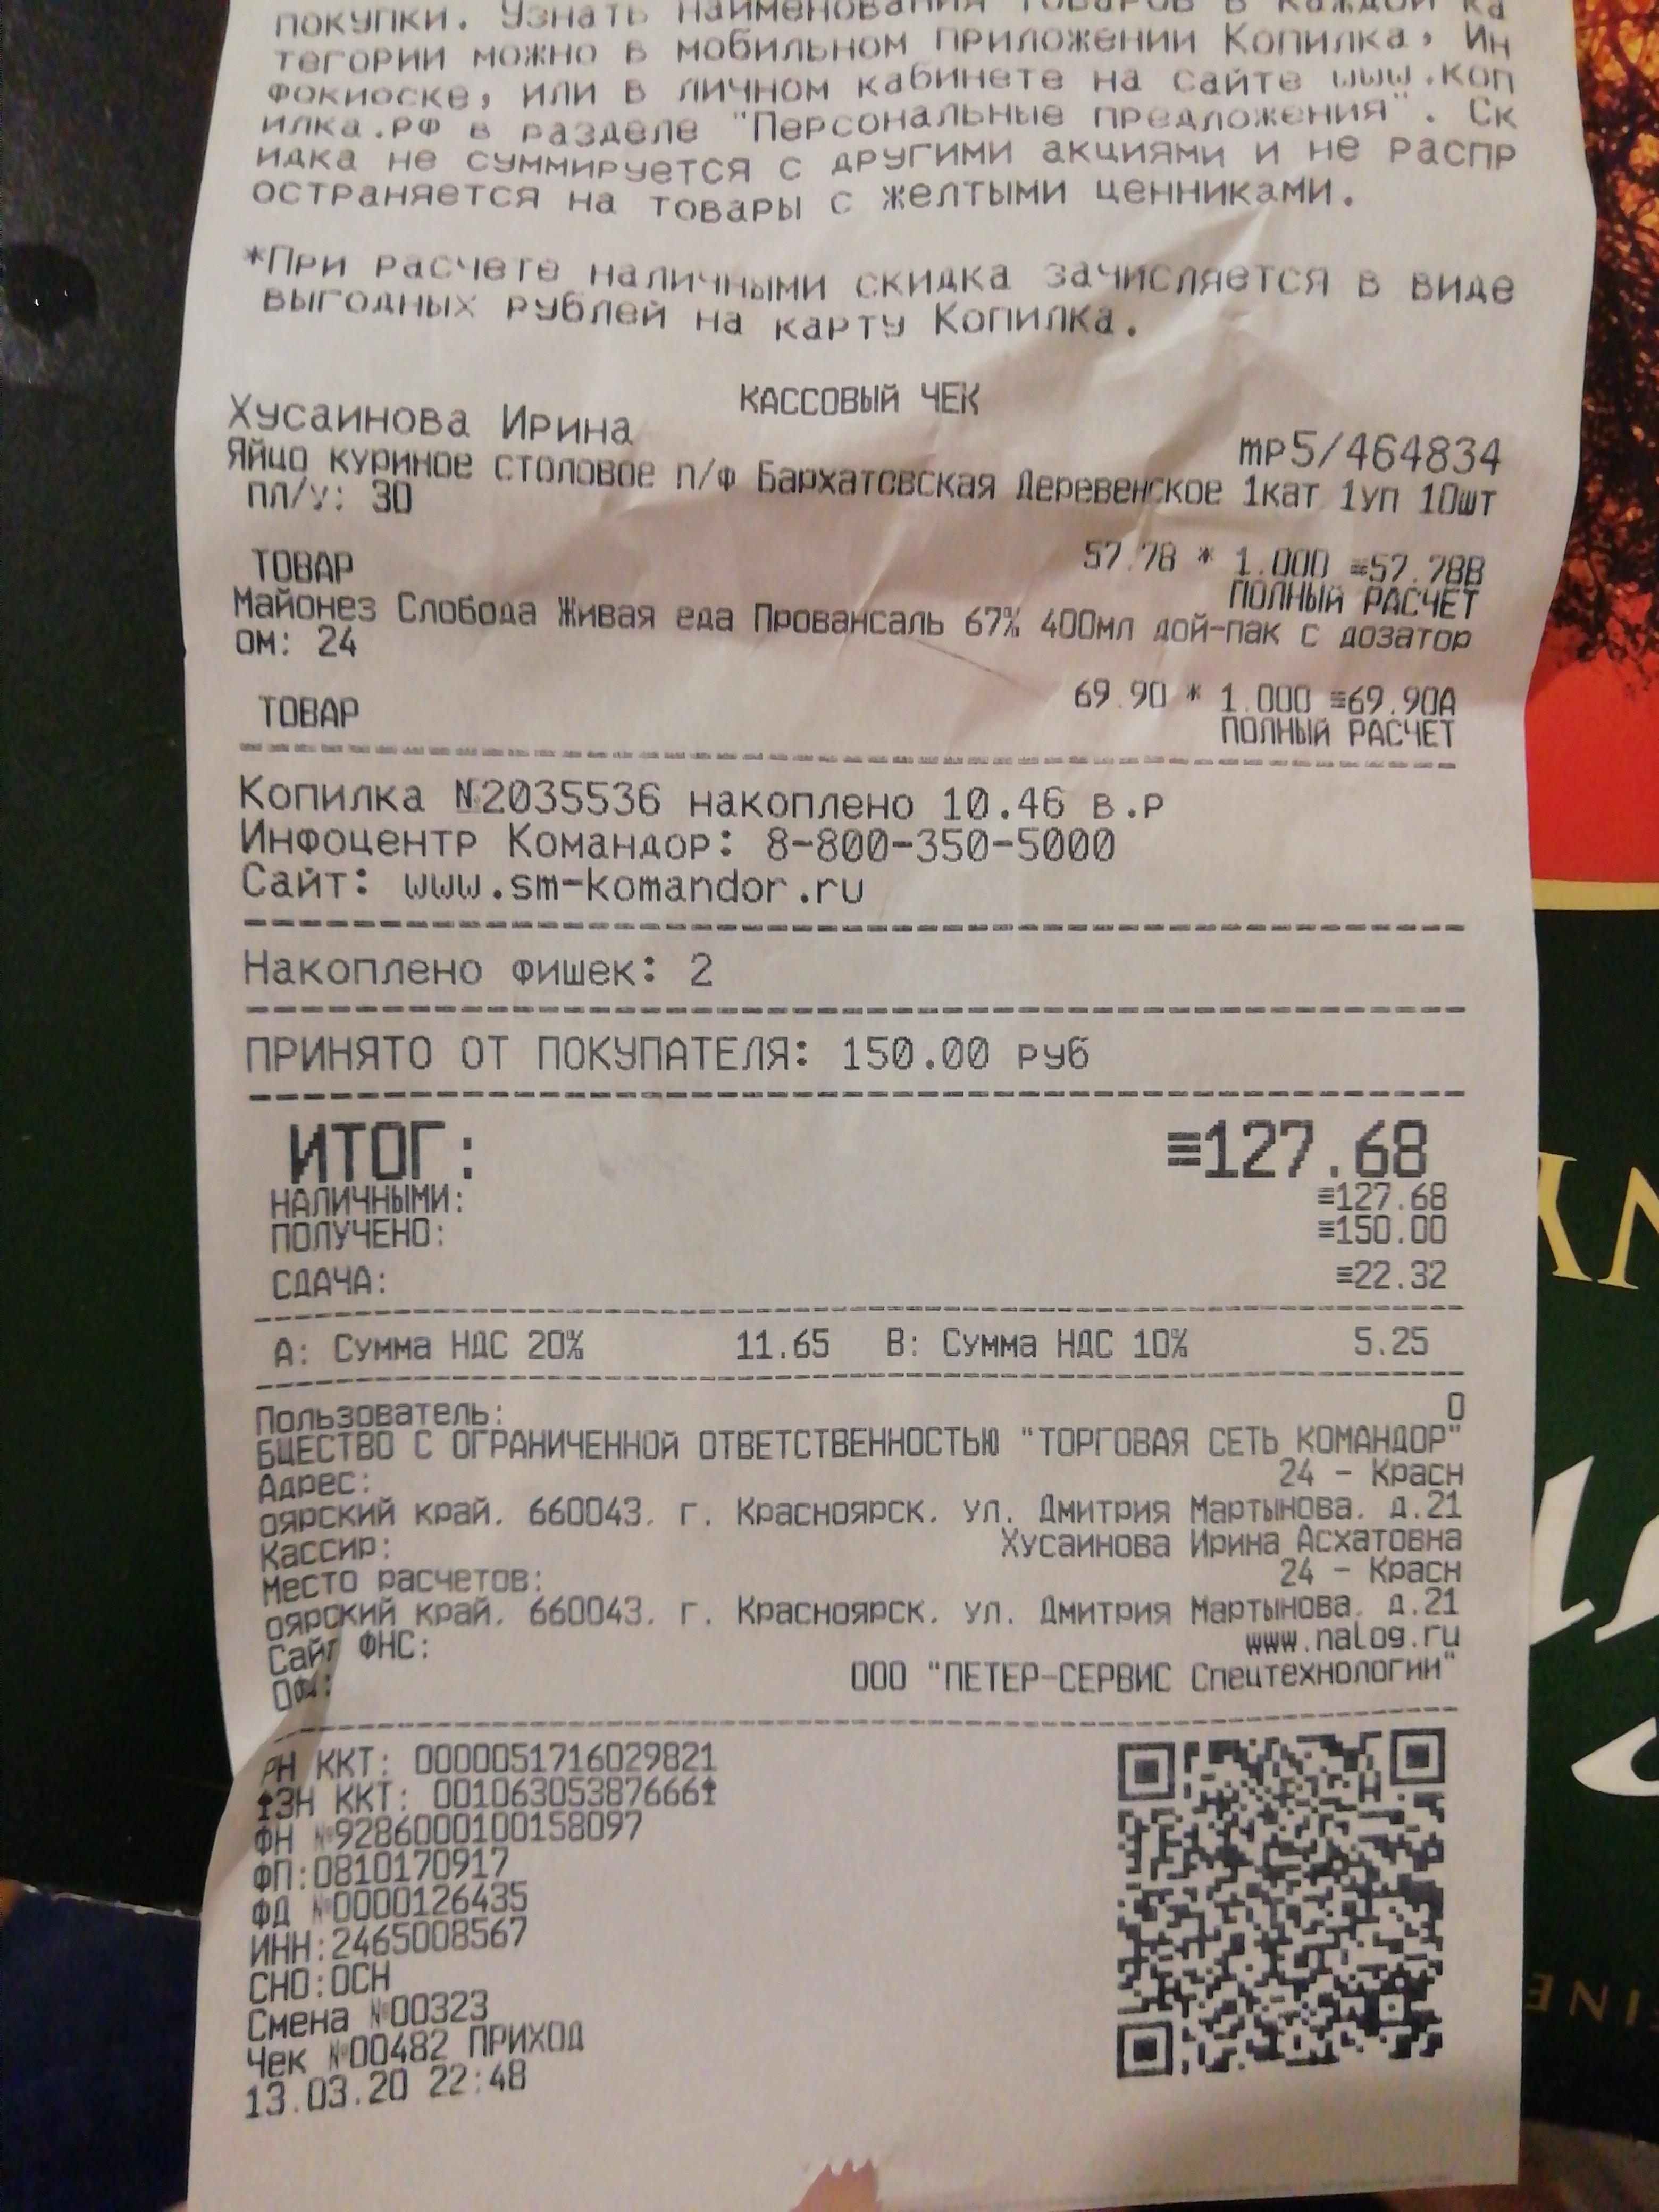 покупки. Узнать наименования товаров в каждой ка
тегории можно в мобильном приложении Копилка, Ин
фокиоске, или в личном кабинете на сайте www.коп
илка.рф в разделе "Персональные предложения". Ск
идка не суммируется с другими акциями и не распр
остраняется на товары с желтыми ценниками.
*При расчете наличными скидка зачисляется в виде
выгодных рублей на карту Копилка.
КАССОВЫЙ ЧЕК
Хусаинова Ирина mp5/464834
Яйцо куриное столовое п/ф Бархатовская Деревенское 1кат 1уп 10шт
пл/у: 30
57.78 * 1.000 ≡57.78В
ТОВАР ПОЛНЫЙ РАСЧЕТ
Майонез Слобода Живая еда Провансаль 67% 400мл дой-пак с дозатор
ом: 24
69.90 * 1.000 ≡69.90А
ТОВАР ПОЛНЫЙ РАСЧЕТ
Копилка №2035536 накоплено 10.46 в.р
Инфоцентр Командор: 8-800-350-5000
Сайт: www.sm-komandor.ru
Накоплено фишек: 2
ПРИНЯТО ОТ ПОКУПАТЕЛЯ: 150.00 руб
ИТОГ: ≡127.68
НАЛИЧНЫМИ: ≡127.68
ПОЛУЧЕНО: ≡150.00
СДАЧА: ≡22.32
А: Сумма НДС 20% 11.65 В: Сумма НДС 10% 5.25
Пользователь: О
БЩЕСТВО С ОГРАНИЧЕННОЙ ОТВЕТСТВЕННОСТЬЮ "ТОРГОВАЯ СЕТЬ КОМАНДОР"
Адрес: 24 - Красн
оярский край, 660043, г. Красноярск, ул. Дмитрия Мартынова, д.21
Кассир: Хусаинова Ирина Асхатовна
Место расчетов: 24 - Красн
оярский край, 660043, г. Красноярск, ул. Дмитрия Мартынова, д.21
Сайт ФНС: www.nalog.ru
ОФД: ООО "ПЕТЕР-СЕРВИС Спецтехнологии"
РН ККТ: 0000051716029821
↑ЗН ККТ: 00106305387666↑
ФН №9286000100158097
ФП:0810170917
ФД №0000126435
ИНН:2465008567
СНО:ОСН
Смена №00323
Чек №00482 ПРИХОД
13.03.20 22:48